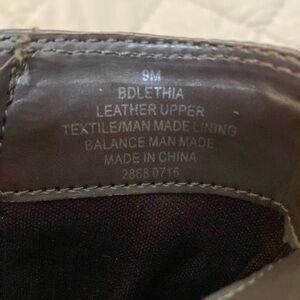 9M
BDLETHIA
LEATHER UPPER
TEXTILE/MAN MADE LINING
BALANCE MAN MADE
MADE IN CHINA
2868 0716